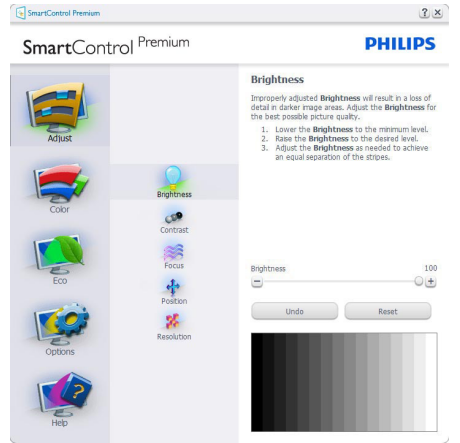 SmartControl Premium
? ×
SmartControl Premium
PHILIPS
Adjust
Color
Eco
Options
Help
Brightness
Contrast
Focus
Position
Resolution
Brightness
Improperly adjusted Brightness will result in a loss of
detail in darker image areas. Adjust the Brightness for
the best possible picture quality.
1. Lower the Brightness to the minimum level.
2. Raise the Brightness to the desired level.
3. Adjust the Brightness as needed to achieve
an equal separation of the stripes.
Brightness 100
Undo Reset